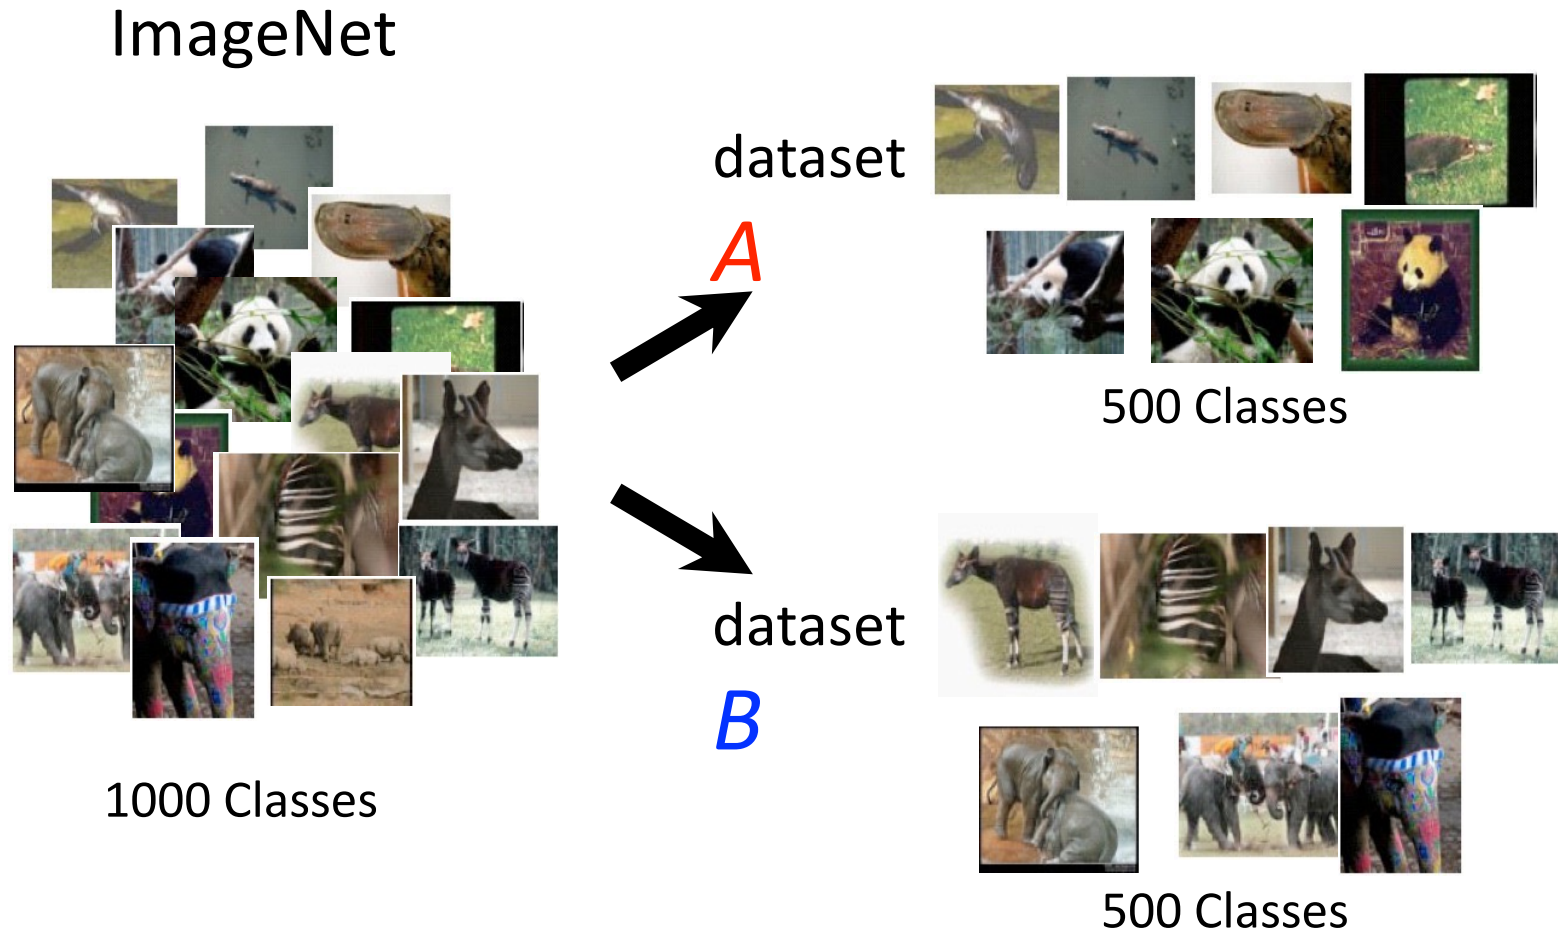 ImageNet
1000 Classes
dataset
A
500 Classes
dataset
B
500 Classes